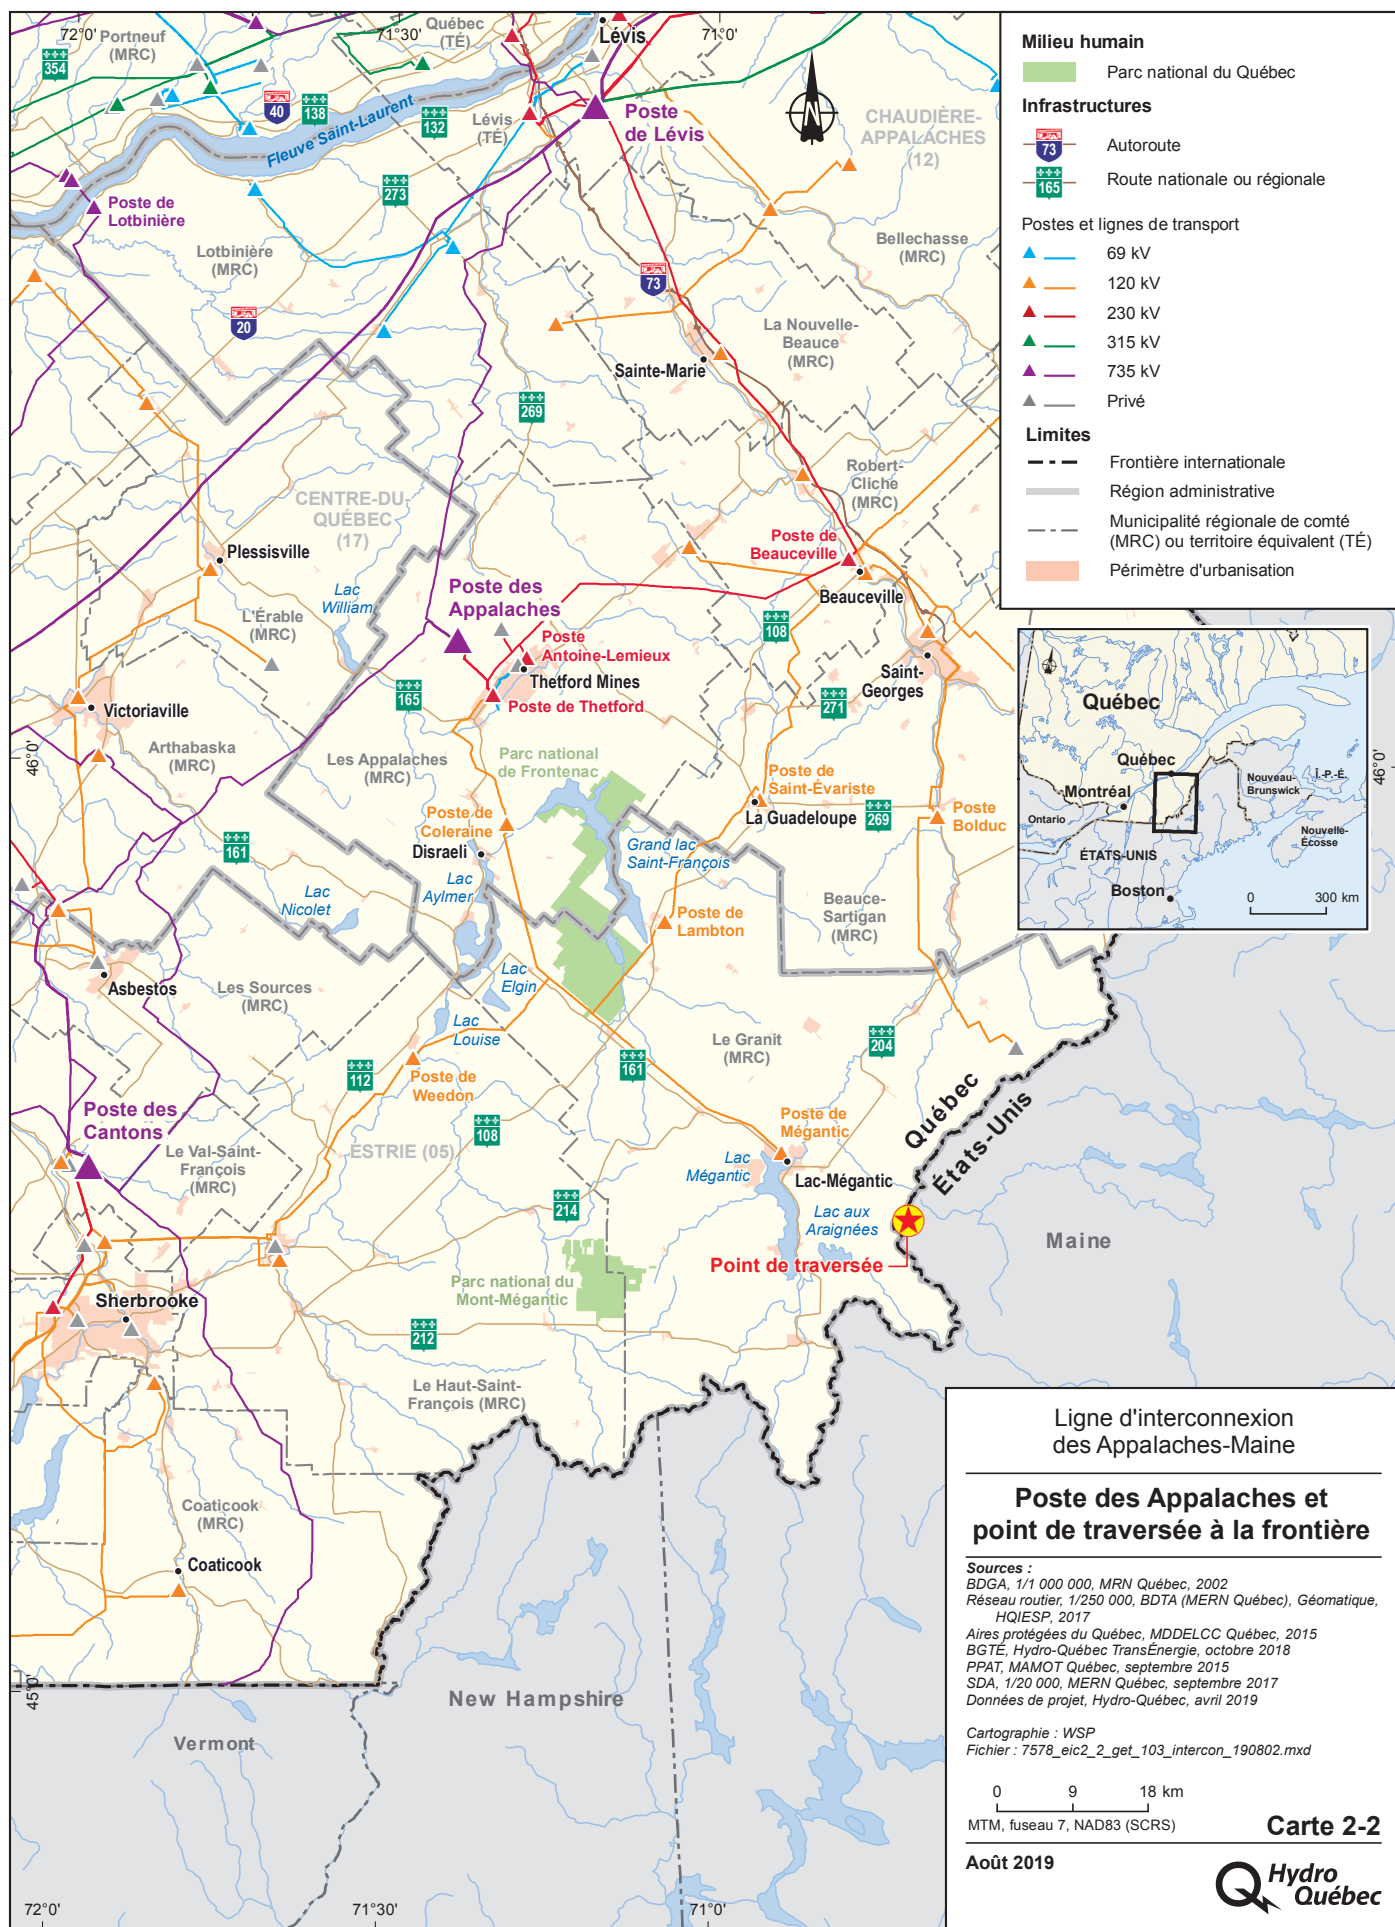 72°0'
71°30'
71°0'
Portneuf
(MRC)
Québec
(TÉ)
Lévis
354
40
138
132
Fleuve Saint-Laurent
Lévis
(TÉ)
Poste
de Lévis
CHAUDIÈRE-
APPALACHES
(12)
273
Poste de
Lotbinière
Lotbinière
(MRC)
Bellechasse
(MRC)
73
20
La Nouvelle-
Beauce
(MRC)
Sainte-Marie
269
Robert-
Cliche
(MRC)
CENTRE-DU-
QUÉBEC
(17)
Plessisville
Poste de
Beauceville
Beauceville
Lac
William
Poste des
Appalaches
L'Érable
(MRC)
108
Poste
Antoine-Lemieux
Thetford Mines
Saint-
Georges
165
Poste de Thetford
271
Victoriaville
Arthabaska
(MRC)
Les Appalaches
(MRC)
Parc national
de Frontenac
46°0'
46°0'
Poste de
Saint-Évariste
La Guadeloupe
269
Poste
Bolduc
Poste de
Coleraine
Disraeli
161
Grand lac
Saint-François
Lac
Aylmer
Lac
Nicolet
Beauce-
Sartigan
(MRC)
Poste de
Lambton
Asbestos
Les Sources
(MRC)
Lac
Elgin
Lac
Louise
Le Granit
(MRC)
204
161
112
Poste de
Weedon
Québec
États-Unis
Poste des
Cantons
108
Poste de
Mégantic
ESTRIE (05)
Le Val-Saint-
François
(MRC)
Lac
Mégantic
Lac-Mégantic
214
Lac aux
Araignées
Maine
Point de traversée
Parc national du
Mont-Mégantic
Sherbrooke
212
Le Haut-Saint-
François (MRC)
Coaticook
(MRC)
Coaticook
45°0'
New Hampshire
Vermont
72°0'
71°30'
71°0'
Milieu humain
Parc national du Québec
Infrastructures
73
Autoroute
165
Route nationale ou régionale
Postes et lignes de transport
69 kV
120 kV
230 kV
315 kV
735 kV
Privé
Limites
Frontière internationale
Région administrative
Municipalité régionale de comté
(MRC) ou territoire équivalent (TÉ)
Périmètre d'urbanisation
Québec
Québec
Montréal
Nouveau-
Brunswick
Î.-P.-É.
Ontario
Nouvelle-
Écosse
ÉTATS-UNIS
Boston
0 300 km
Ligne d'interconnexion
des Appalaches-Maine
Poste des Appalaches et
point de traversée à la frontière
Sources :
BDGA, 1/1 000 000, MRN Québec, 2002
Réseau routier, 1/250 000, BDTA (MERN Québec), Géomatique,
HQIESP, 2017
Aires protégées du Québec, MDDELCC Québec, 2015
BGTÉ, Hydro-Québec TransÉnergie, octobre 2018
PPAT, MAMOT Québec, septembre 2015
SDA, 1/20 000, MERN Québec, septembre 2017
Données de projet, Hydro-Québec, avril 2019
Cartographie : WSP
Fichier : 7578_eic2_2_get_103_intercon_190802.mxd
0 9 18 km
MTM, fuseau 7, NAD83 (SCRS)
Carte 2-2
Août 2019
Hydro
Québec